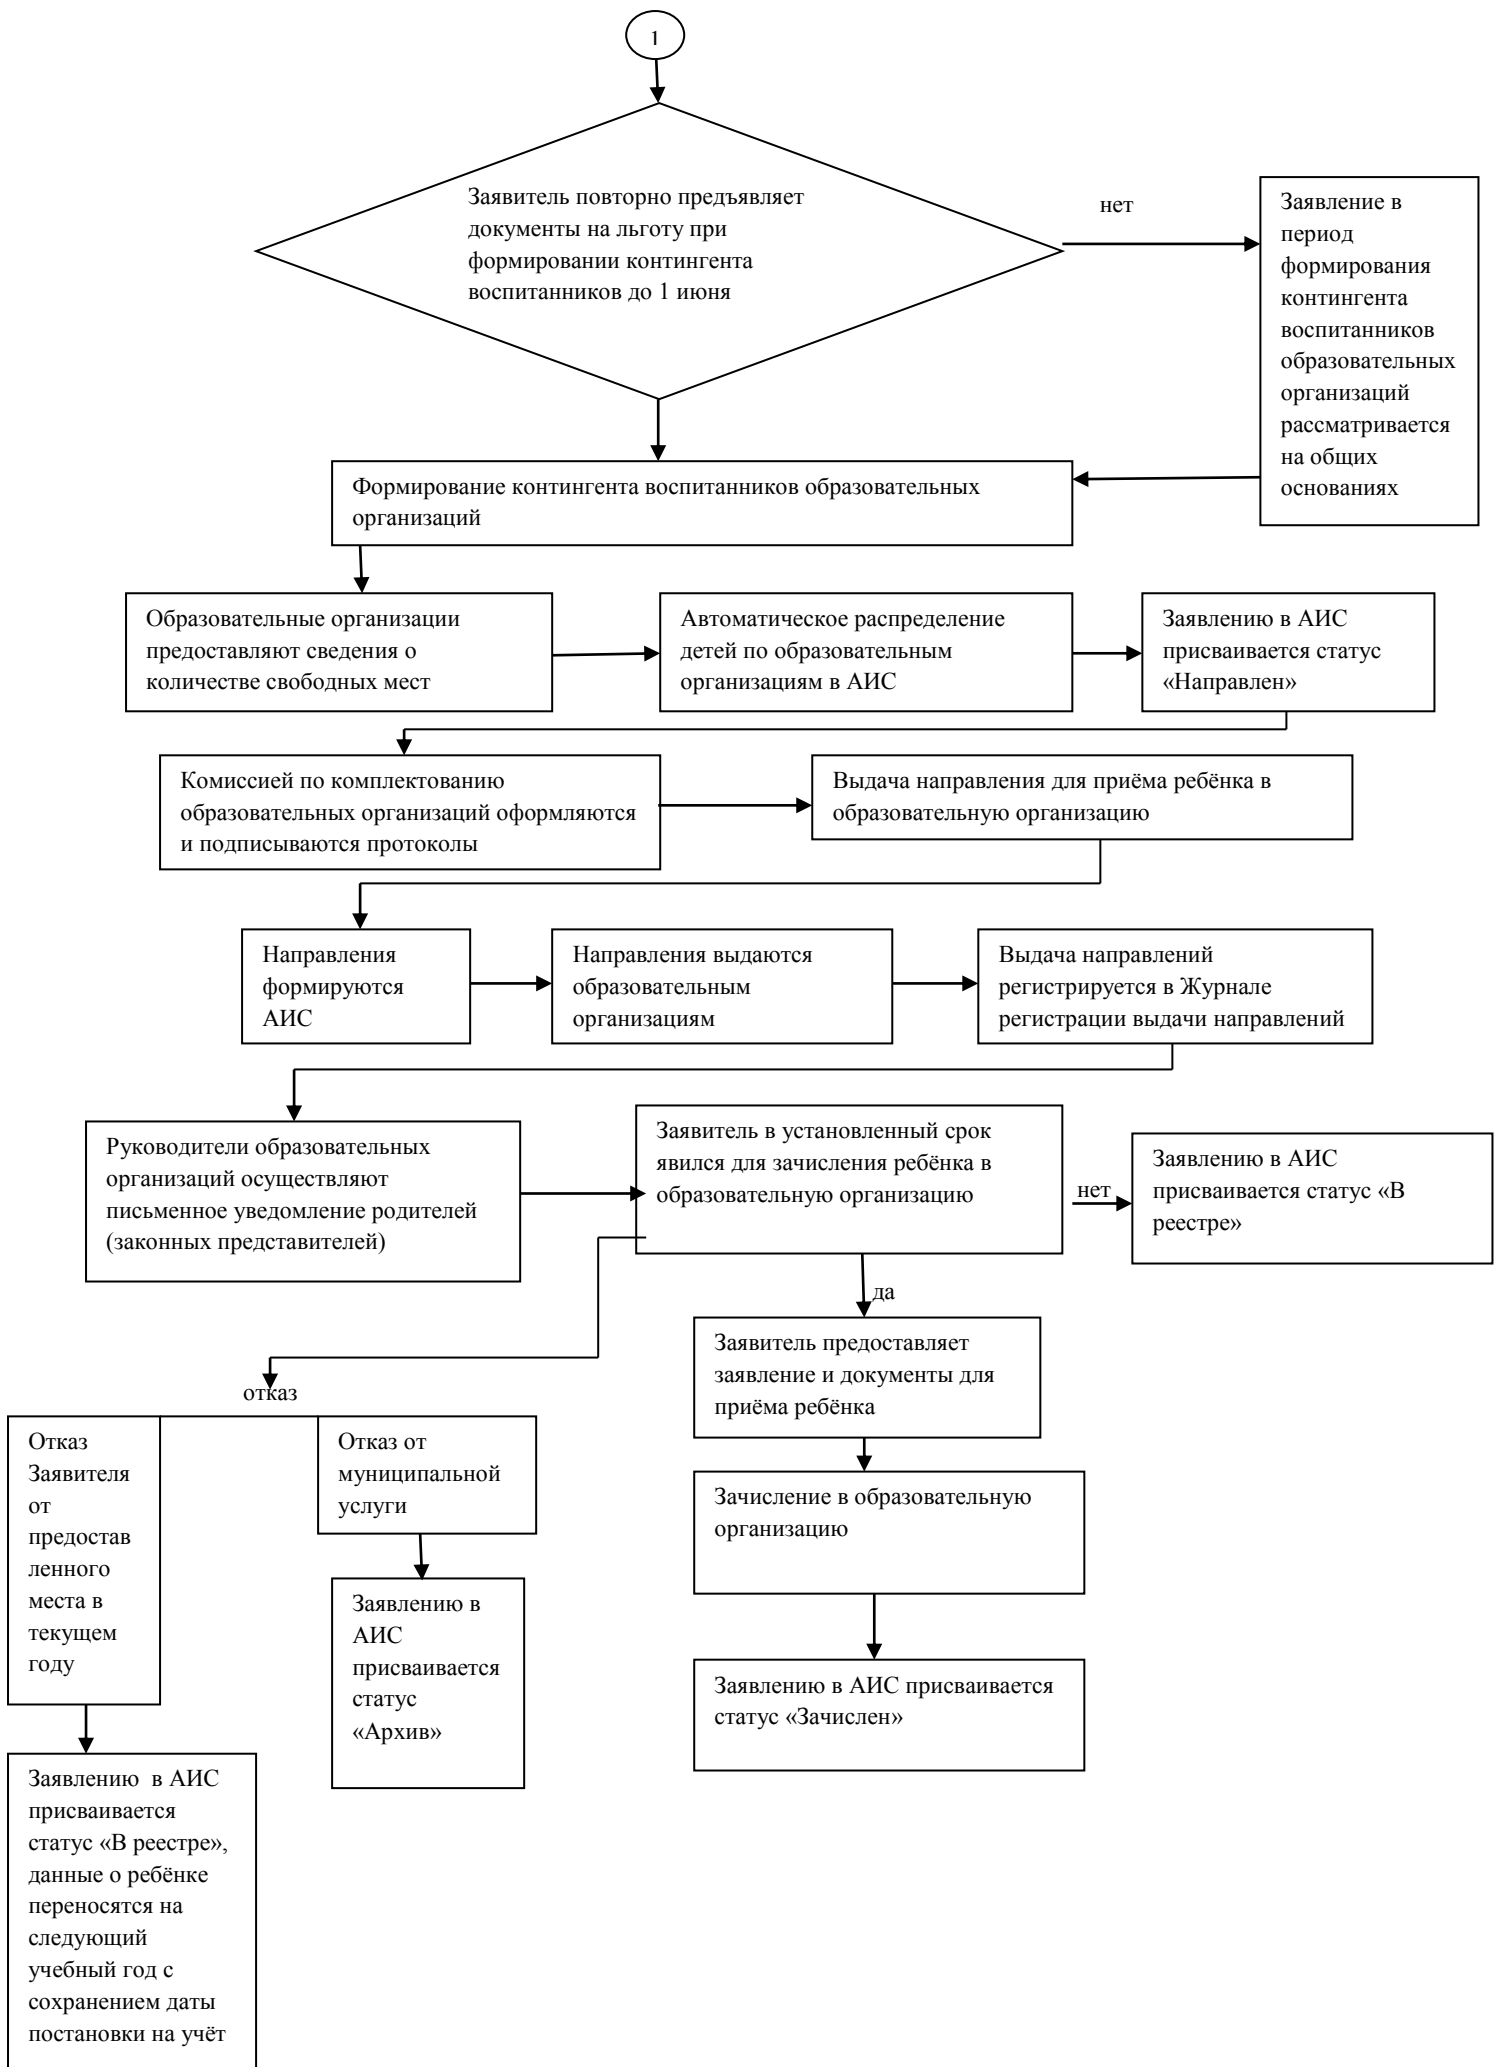 1
Заявитель повторно предъявляет
документы на льготу при
формировании контингента
воспитанников до 1 июня
нет
Заявление в
период
формирования
контингента
воспитанников
образовательных
организаций
рассматривается
на общих
основаниях
Формирование контингента воспитанников образовательных
организаций
Образовательные организации
предоставляют сведения о
количестве свободных мест
Автоматическое распределение
детей по образовательным
организациям в АИС
Заявлению в АИС
присваивается статус
«Направлен»
Комиссией по комплектованию
образовательных организаций оформляются
и подписываются протоколы
Выдача направления для приёма ребёнка в
образовательную организацию
Направления
формируются
АИС
Направления выдаются
образовательным
организациям
Выдача направлений
регистрируется в Журнале
регистрации выдачи направлений
Руководители образовательных
организаций осуществляют
письменное уведомление родителей
(законных представителей)
Заявитель в установленный срок
явился для зачисления ребёнка в
образовательную организацию
нет
Заявлению в АИС
присваивается статус «В
реестре»
да
Заявитель предоставляет
заявление и документы для
приёма ребёнка
отказ
Отказ
Заявителя
от
предостав
ленного
места в
текущем
году
Отказ от
муниципальной
услуги
Зачисление в образовательную
организацию
Заявлению в
АИС
присваивается
статус
«Архив»
Заявлению в АИС присваивается
статус «Зачислен»
Заявлению  в АИС
присваивается
статус «В реестре»,
данные о ребёнке
переносятся на
следующий
учебный год с
сохранением даты
постановки на учёт